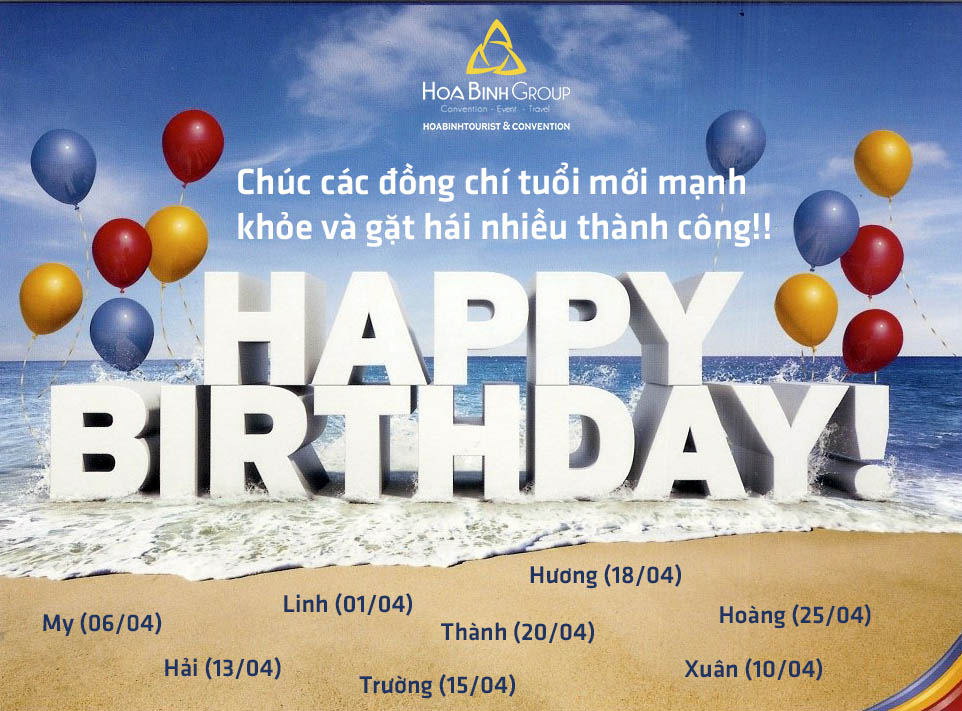 HOA BINH GROUP
Convention - Event - Travel
HOABINHTOURIST & CONVENTION
Chúc các đồng chí tuổi mới mạnh
khỏe và gặt hái nhiều thành công!!
HAPPY
BIRTHDAY!
Hương (18/04)
Linh (01/04)
Hoàng (25/04)
My (06/04)
Thành (20/04)
Hải (13/04)
Xuân (10/04)
Trường (15/04)